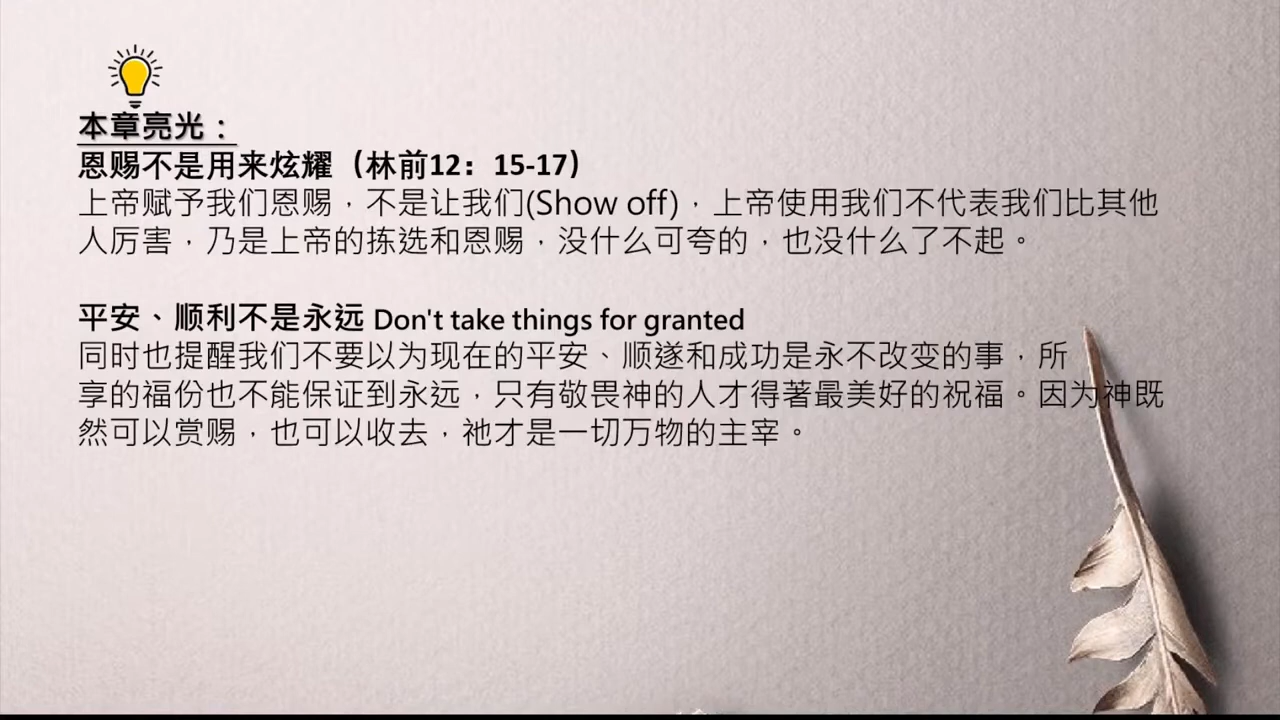 本章亮光：
恩赐不是用来炫耀（林前12：15-17）
上帝赋予我们恩赐，不是让我们(Show off)，上帝使用我们不代表我们比其他
人厉害，乃是上帝的拣选和恩赐，没什么可夸的，也没什么了不起。
平安、顺利不是永远 Don't take things for granted
同时也提醒我们不要以为现在的平安、顺遂和成功是永不改变的事，所
享的福份也不能保证到永远，只有敬畏神的人才得著最美好的祝福。因为神既
然可以赏赐，也可以收去，祂才是一切万物的主宰。